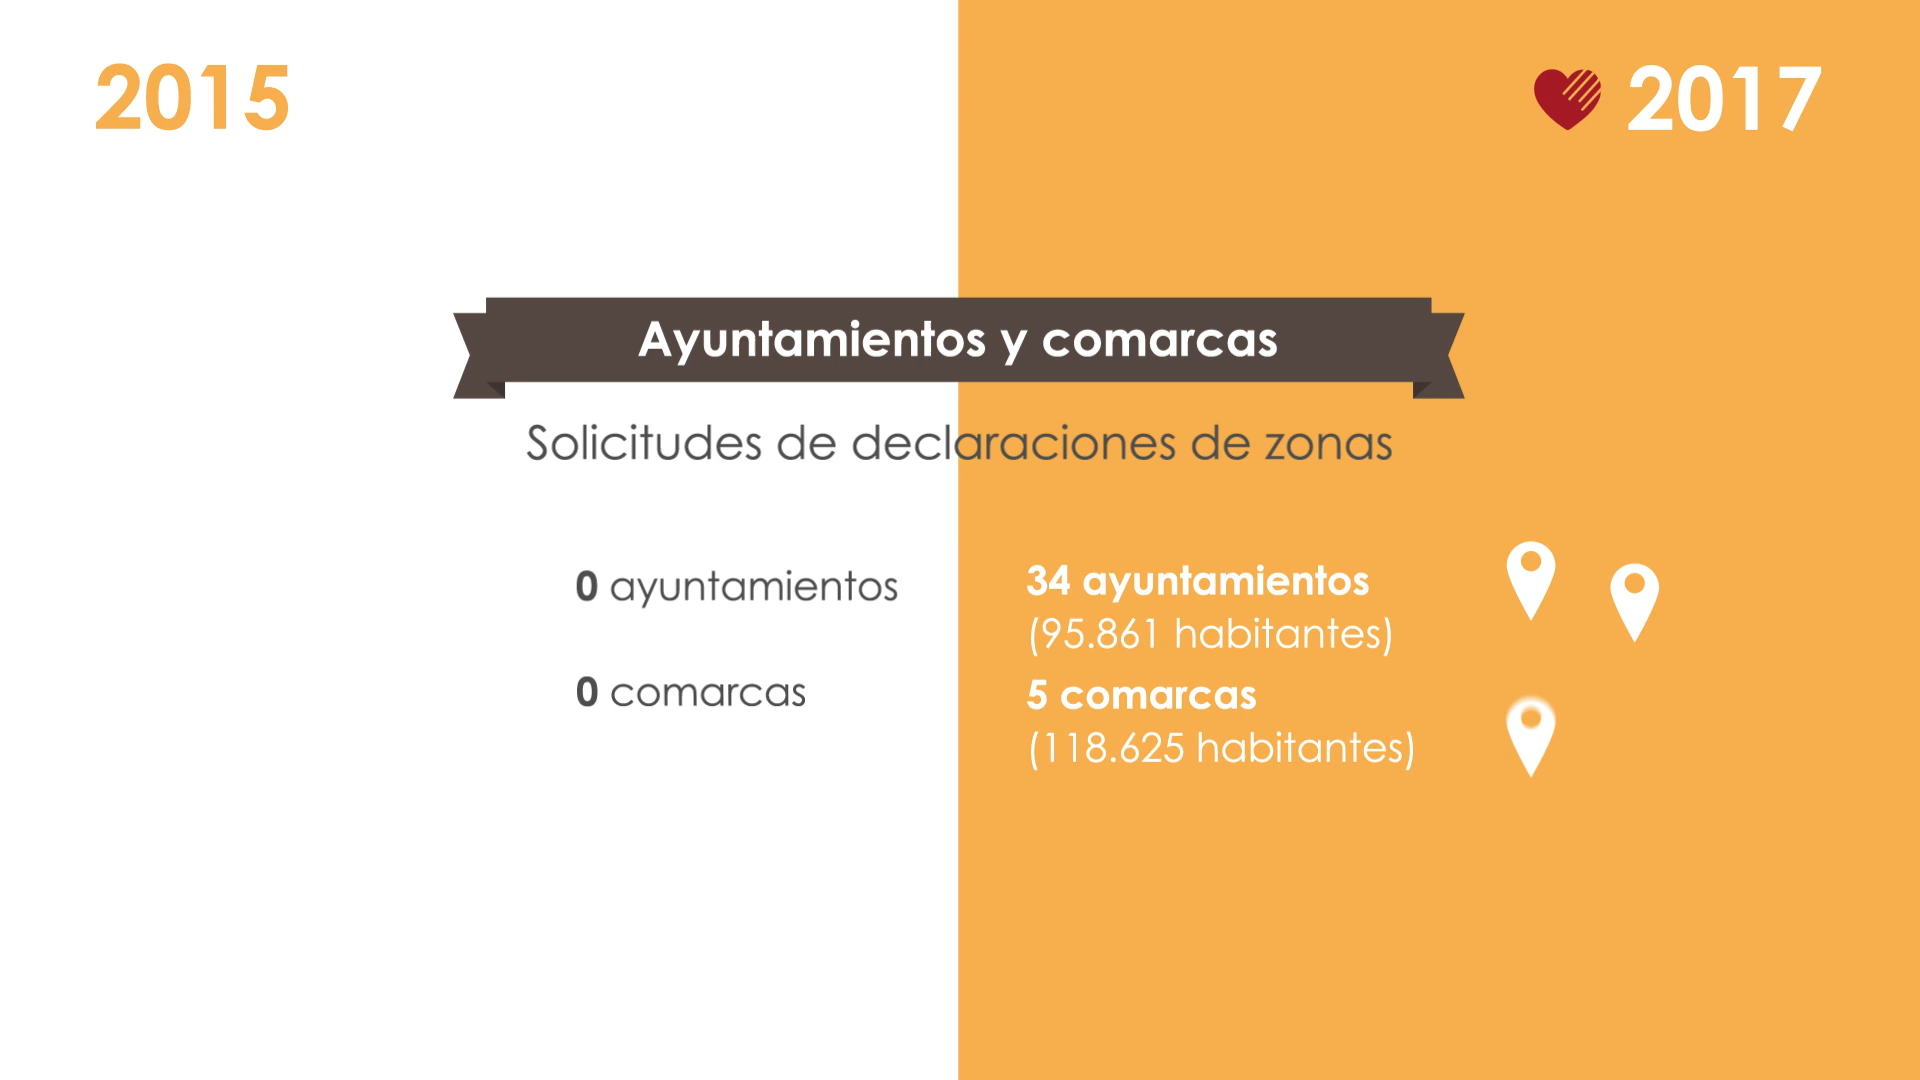 2015
2017
Ayuntamientos y comarcas
Solicitudes de declaraciones de zonas
0 ayuntamientos
0 comarcas
34 ayuntamientos
(95.861 habitantes)
5 comarcas
(118.625 habitantes)